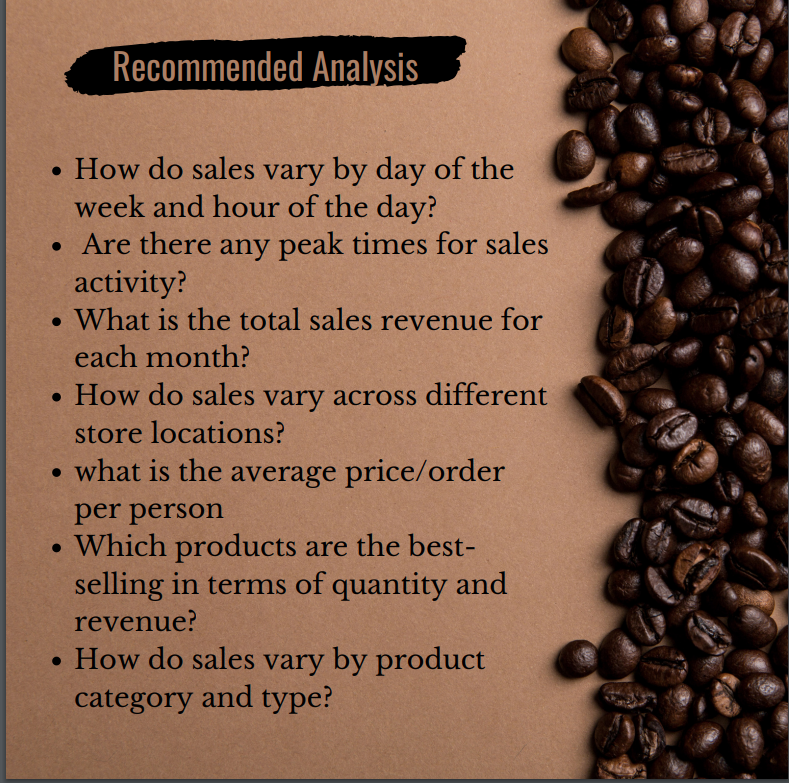 Recommended Analysis
• How do sales vary by day of the
week and hour of the day?
• Are there any peak times for sales
activity?
• What is the total sales revenue for
each month?
• How do sales vary across different
store locations?
• what is the average price/order
per person
• Which products are the best-
selling in terms of quantity and
revenue?
• How do sales vary by product
category and type?